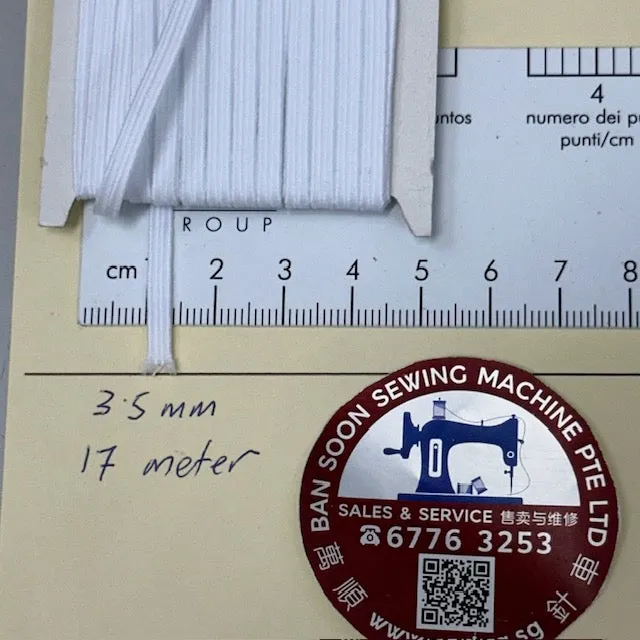 4
numero dei
punti/cm
ROUP
cm 2 3 4 5 6 7 8
3.5 mm
17 meter
BAN SOON SEWING MACHINE PTE LTD
SALES & SERVICE 售卖与维修
☎6776 3253
萬順
車